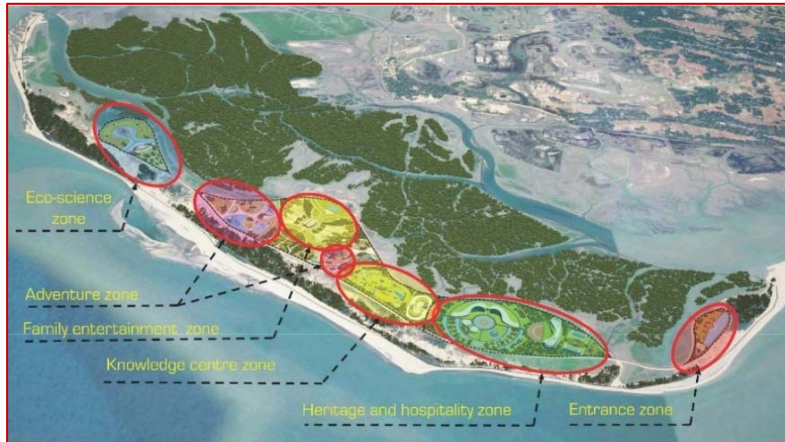 Eco-science
zone
Adventure zone
Family entertainment zone
Knowledge centre zone
Heritage and hospitality zone
Entrance zone